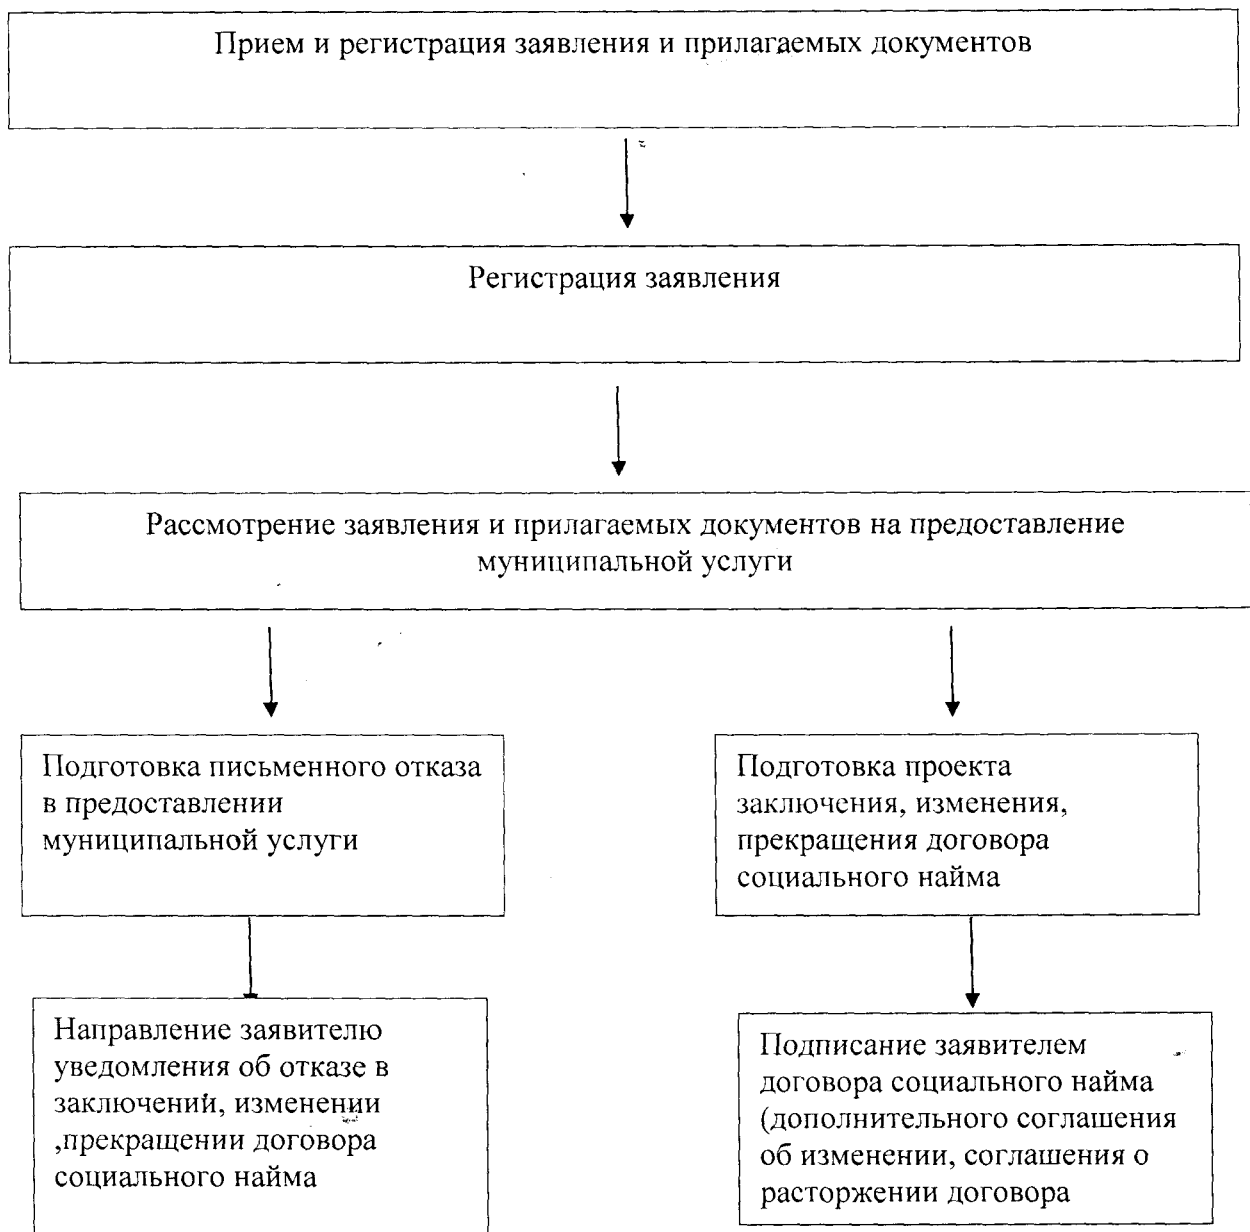 Прием и регистрация заявления и прилагаемых документов
Регистрация заявления
Рассмотрение заявления и прилагаемых документов на предоставление
муниципальной услуги
Подготовка письменного отказа
в предоставлении
муниципальной услуги
Подготовка проекта
заключения, изменения,
прекращения договора
социального найма
Направление заявителю
уведомления об отказе в
заключений, изменении
,прекращении договора
социального найма
Подписание заявителем
договора социального найма
(дополнительного соглашения
об изменении, соглашения о
расторжении договора